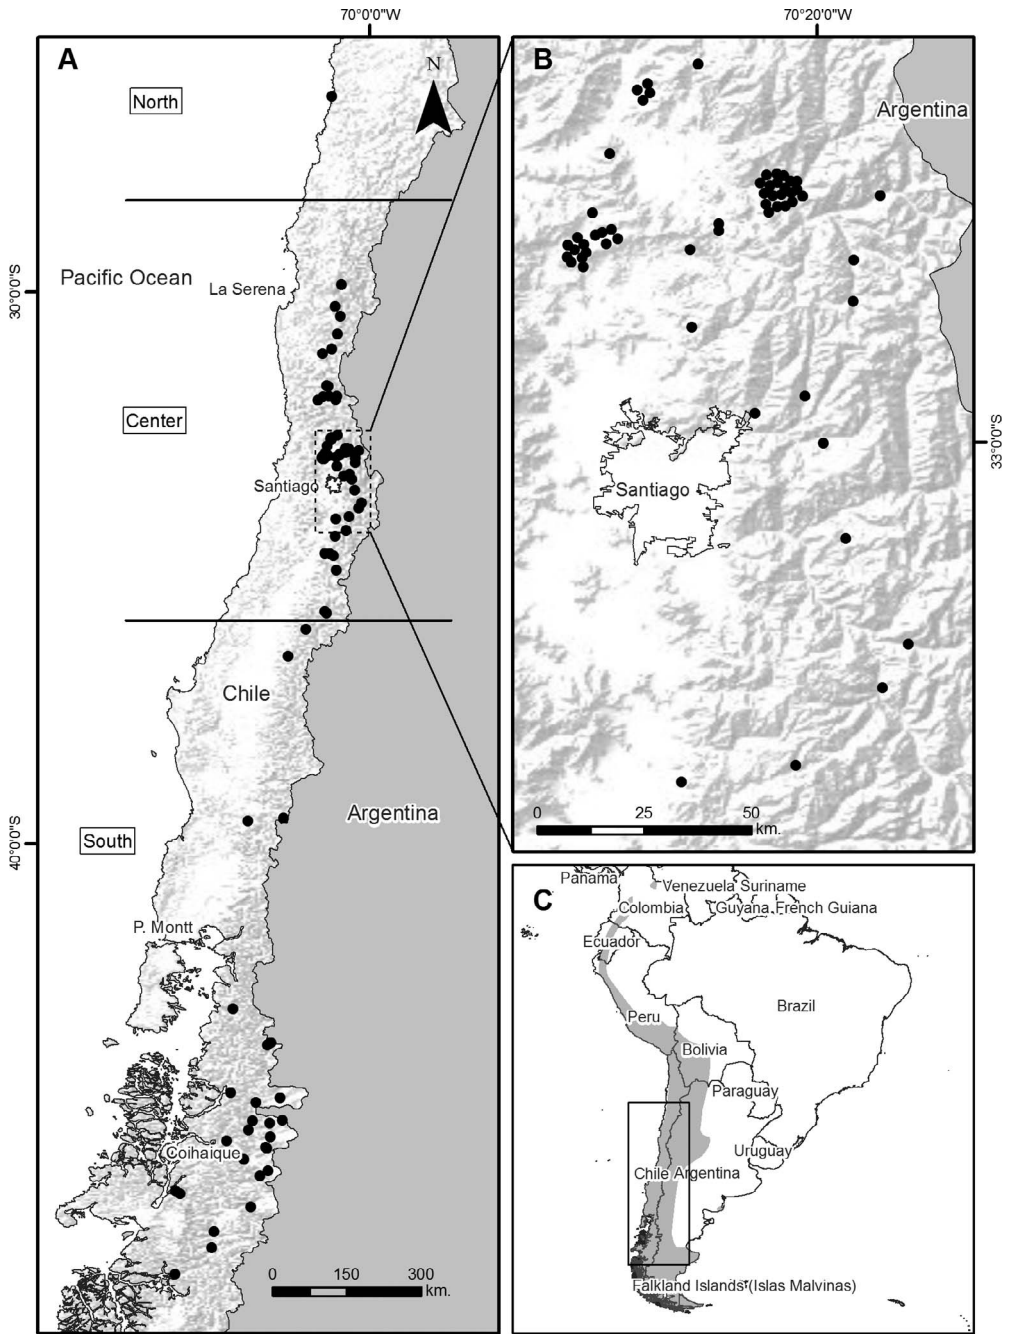 70°0'0"W
70°20'0"W
A
N
North
Pacific Ocean
La Serena
30°0'0"S
Center
Santiago
Chile
Argentina
South
40°0'0"S
P. Montt
Coihaique
0 150 300
km.
B
Argentina
33°0'0"S
Santiago
0 25 50
km.
C
Panama
Venezuela Suriname
Colombia Guyana French Guiana
Ecuador
Brazil
Peru
Bolivia
Paraguay
Uruguay
Chile Argentina
Falkland Islands (Islas Malvinas)